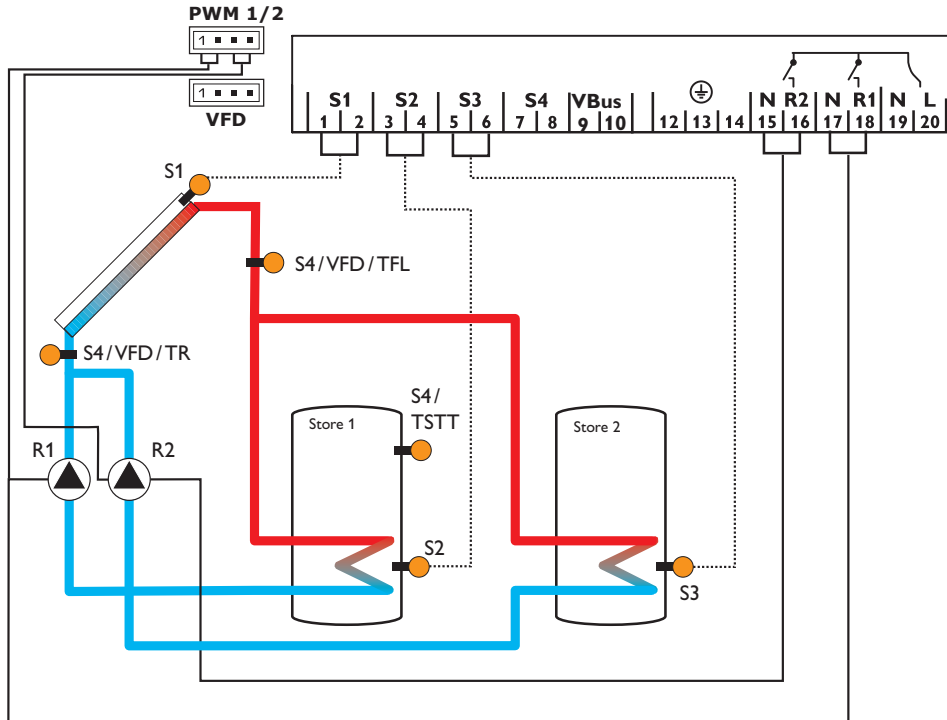 PWM 1/2
1
1
VFD
S1 S2 S3 S4 VBus N R2 N R1 N L
1 2 3 4 5 6 7 8 9 10 12 13 14 15 16 17 18 19 20
S1
S4/VFD/TFL
S4/VFD/TR
S4/
TSTT
Store 1
Store 2
R1
R2
S2
S3